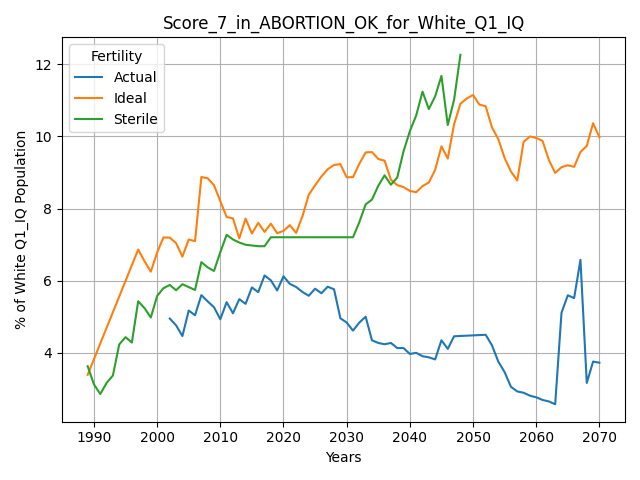 Score_7_in_ABORTION_OK_for_White_Q1_IQ
Fertility
Actual
Ideal
Sterile
% of White Q1_IQ Population
12
10
8
6
4
1990 2000 2010 2020 2030 2040 2050 2060 2070
Years